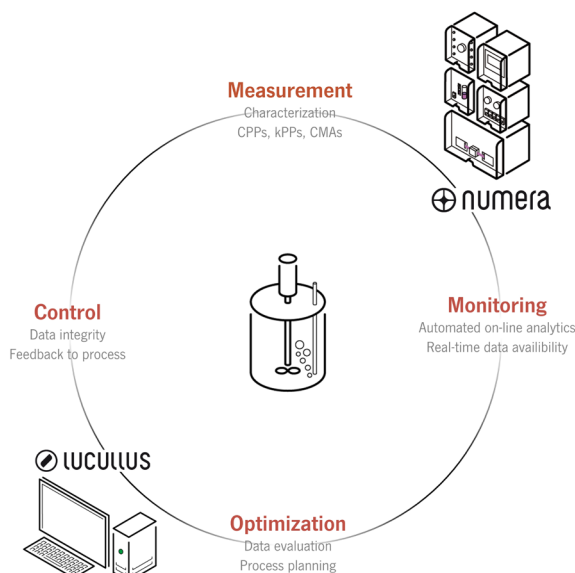 Measurement
Characterization
CPPs, kPPs, CMAs
numera
Control
Data integrity
Feedback to process
Monitoring
Automated on-line analytics
Real-time data availibility
LUCULLUS
Optimization
Data evaluation
Process planning